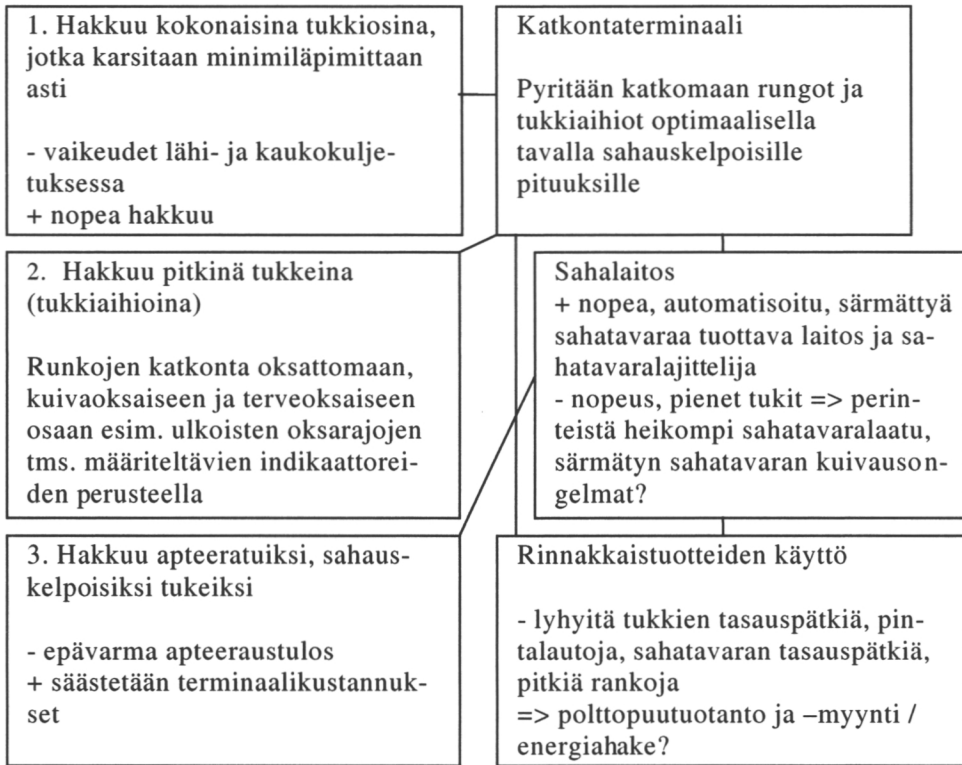 1. Hakkuu kokonaisina tukkiosina,
jotka karsitaan minimiläpimittaan
asti
- vaikeudet lähi- ja kaukokulje-
tuksessa
+ nopea hakkuu
Katkontaterminaali
Pyritään katkomaan rungot ja
tukkiaihiot optimaalisella
tavalla sahauskelpoisille
pituuksille
2. Hakkuu pitkinä tukkeina
(tukkiaihioina)
Runkojen katkonta oksattomaan,
kuivaoksaiseen ja terveoksaiseen
osaan esim. ulkoisten oksarajojen
tms. määriteltävien indikaattorei-
den perusteella
Sahalaitos
+ nopea, automatisoitu, särmättyä
sahatavaraa tuottava laitos ja sa-
hatavaralajittelija
- nopeus, pienet tukit => perin-
teistä heikompi sahatavaralaatu,
särmätyn sahatavaran kuivauson-
gelmat?
3. Hakkuu apteeratuiksi, sahaus-
kelpoisiksi tukeiksi
- epävarma apteeraustulos
+ säästetään terminaalikustannuk-
set
Rinnakkaistuotteiden käyttö
- lyhyitä tukkien tasauspätkiä, pin-
talautoja, sahatavaran tasauspätkiä,
pitkiä rankoja
=> polttopuutuotanto ja –myynti /
energiahake?